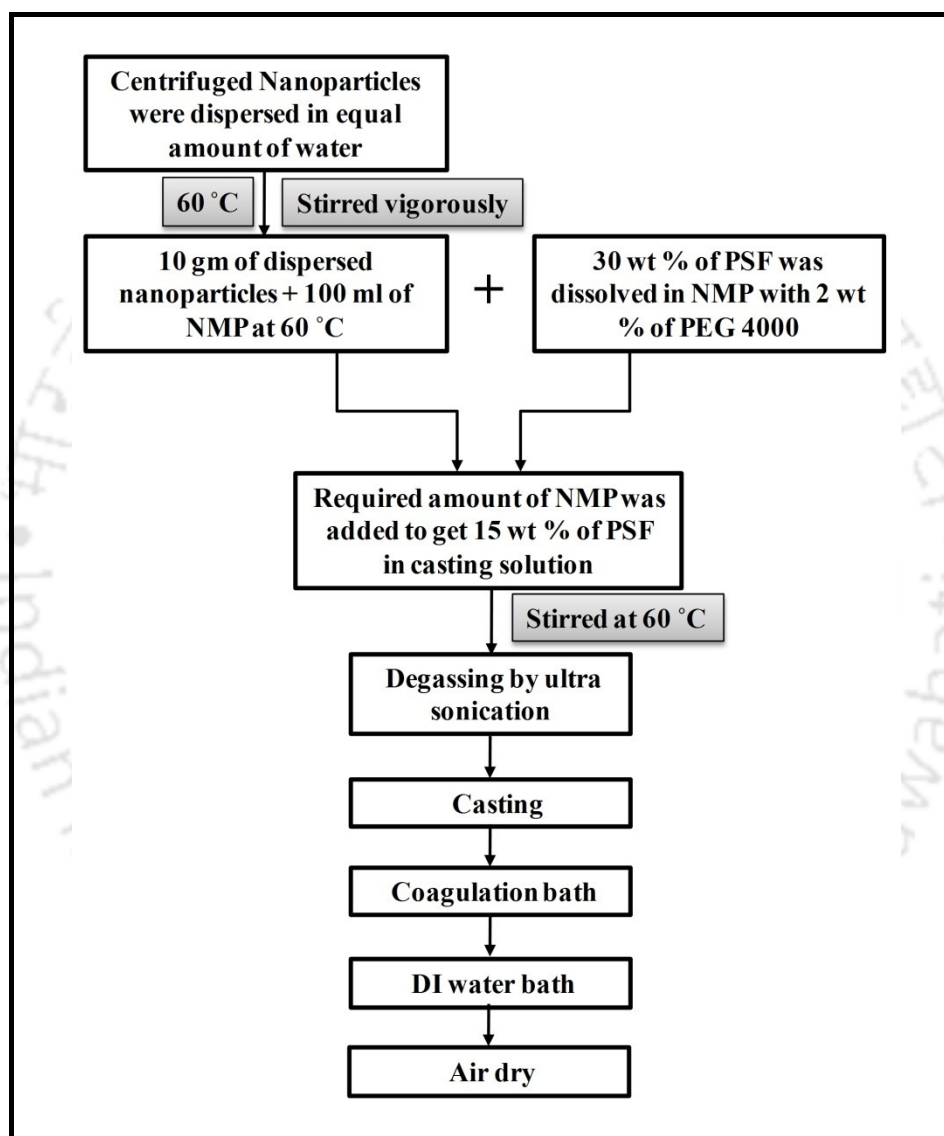 Centrifuged Nanoparticles
were dispersed in equal
amount of water
60 ˚C
Stirred vigorously
10 gm of dispersed
nanoparticles + 100 ml of
NMP at 60 ˚C
+
30 wt % of PSF was
dissolved in NMP with 2 wt
% of PEG 4000
Required amount of NMP was
added to get 15 wt % of PSF
in casting solution
Stirred at 60 ˚C
Degassing by ultra
sonication
Casting
Coagulation bath
DI water bath
Air dry
Indian